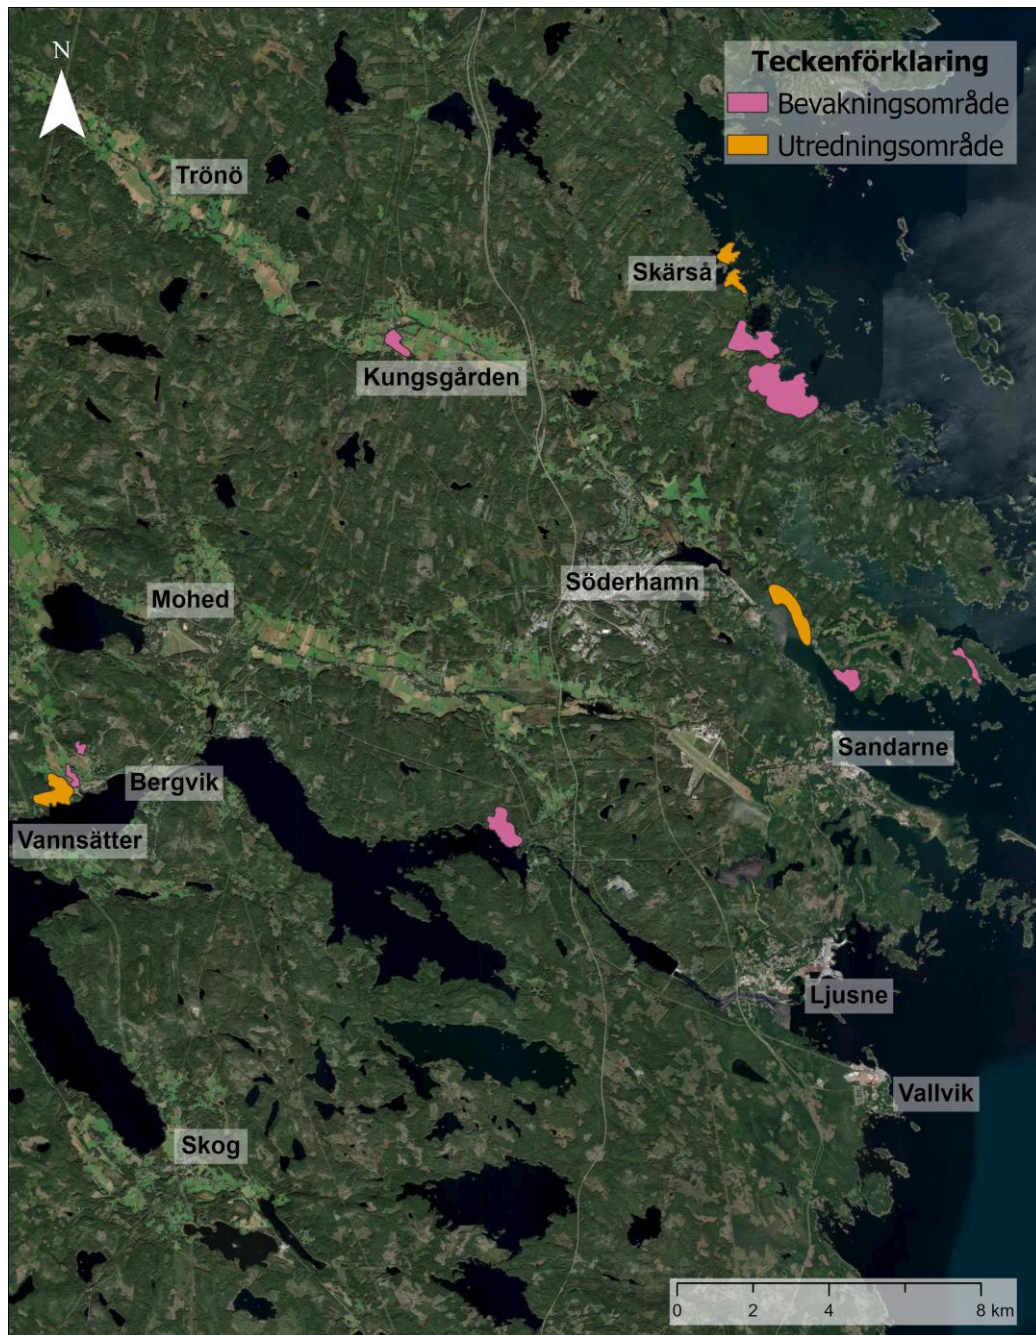 N
Teckenförklaring
Bevakningsområde
Utredningsområde
Trönö
Skärså
Kungsgården
Söderhamn
Mohed
Sandarne
Bergvik
Vannsätter
Ljusne
Vallvik
Skog
0 2 4 8 km